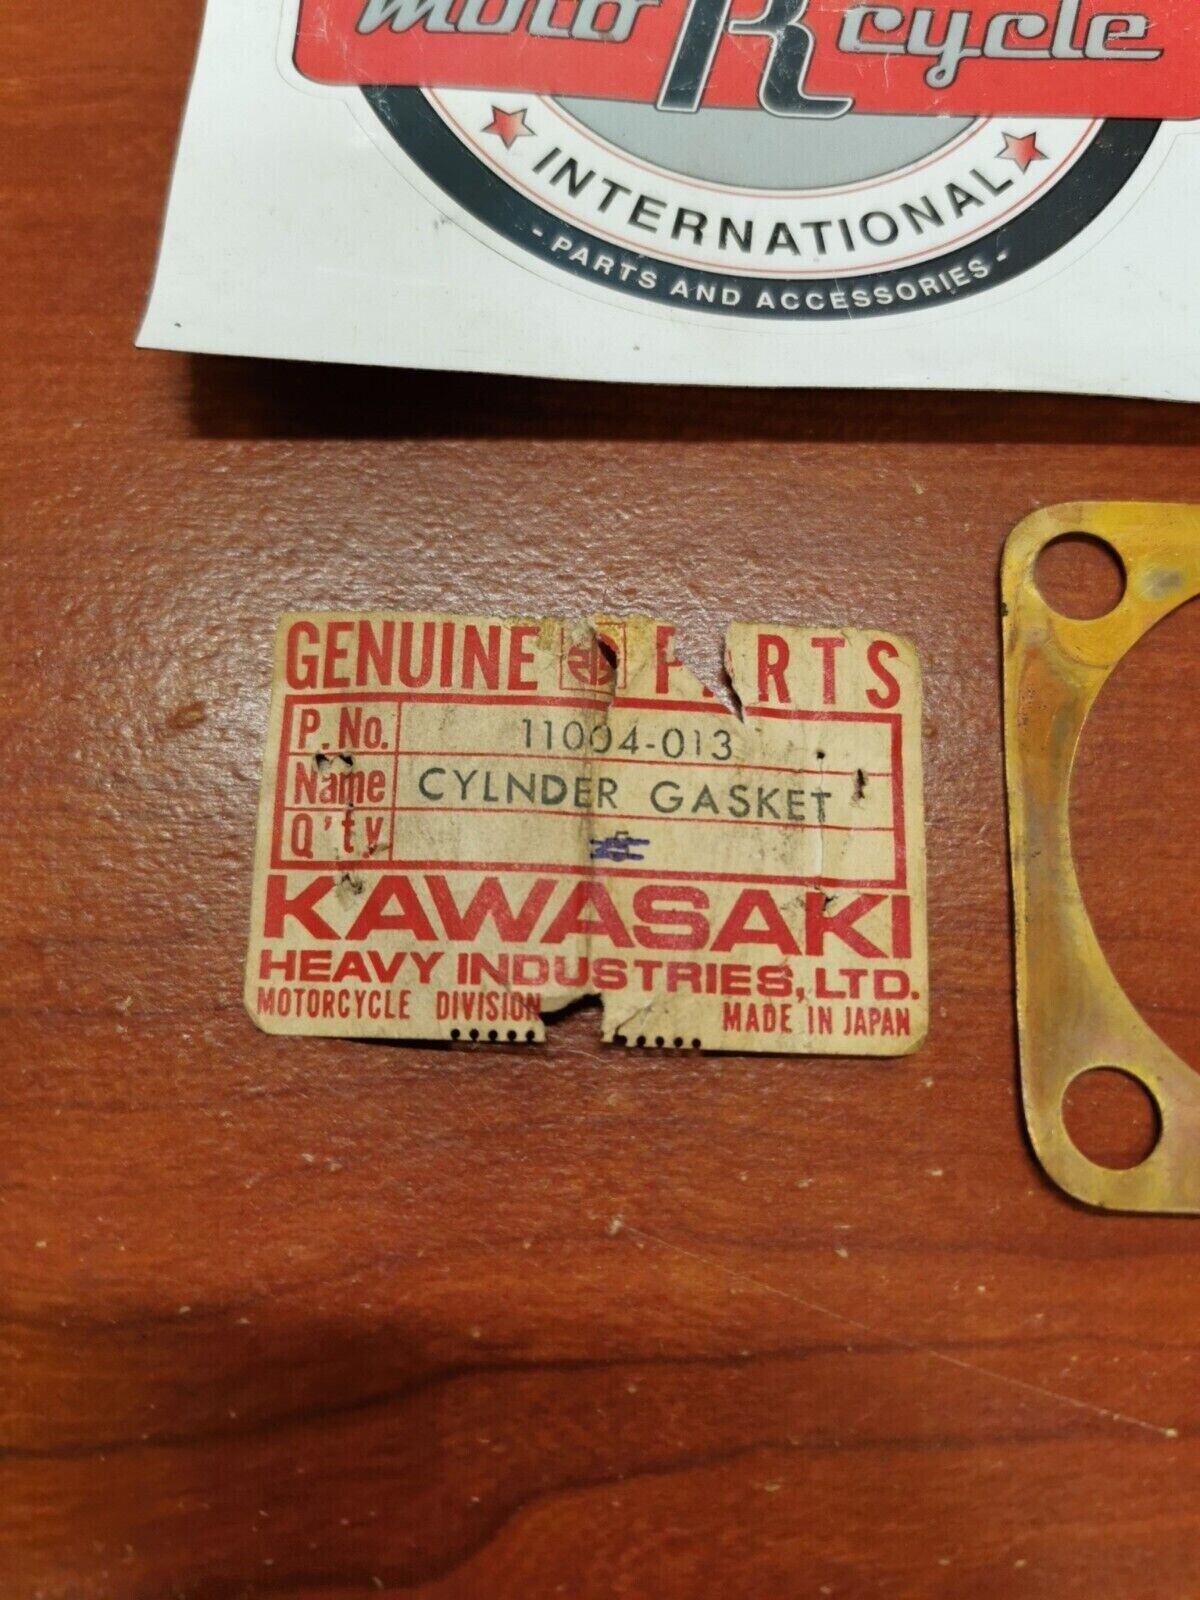 moto R cycle
INTERNATIONAL
- PARTS AND ACCESSORIES -
GENUINE PARTS
P. No. 11004-013
Name CYLNDER GASKET
Q'ty
KAWASAKI
HEAVY INDUSTRIES, LTD.
MOTORCYCLE DIVISION MADE IN JAPAN